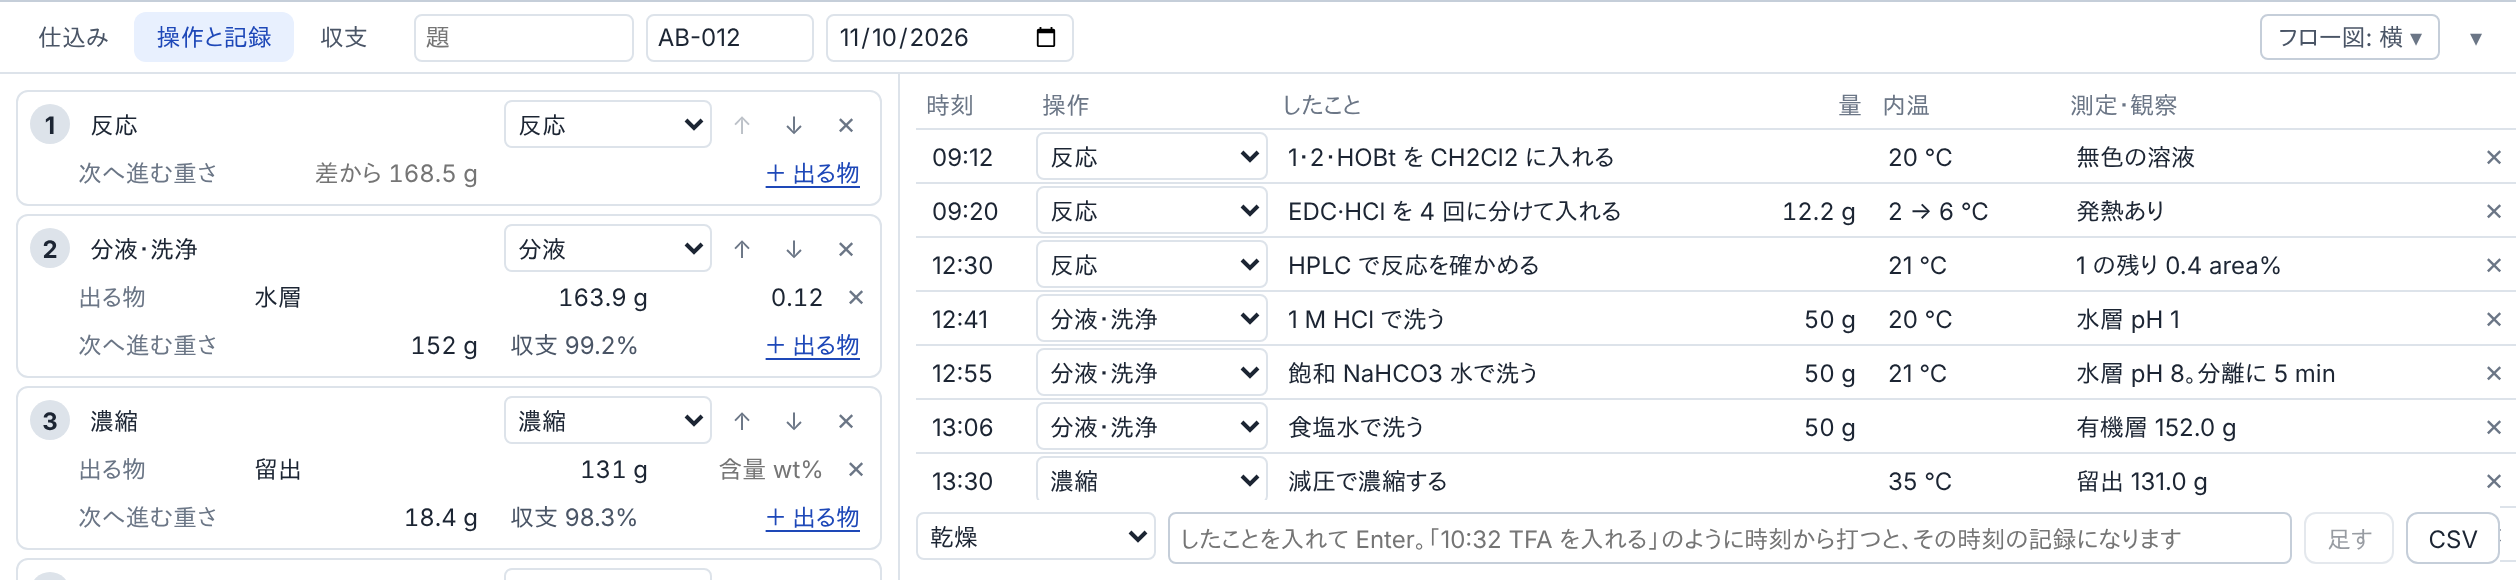 仕込み 操作と記録 収支 題 AB-012 11/10/2026 フロー図: 横 ▾ ▾
1 反応 反応 ↑ ↓ ×
次へ進む重さ 差から 168.5 g ＋ 出る物
2 分液·洗浄 分液 ↑ ↓ ×
出る物 水層 163.9 g 0.12 ×
次へ進む重さ 152 g 収支 99.2% ＋ 出る物
3 濃縮 濃縮 ↑ ↓ ×
出る物 留出 131 g 含量 wt% ×
次へ進む重さ 18.4 g 収支 98.3% ＋ 出る物
時刻 操作 したこと 量 内温 測定·観察
09:12 反応 1·2·HOBt を CH2Cl2 に入れる 20 °C 無色の溶液 ×
09:20 反応 EDC·HCl を 4 回に分けて入れる 12.2 g 2 → 6 °C 発熱あり ×
12:30 反応 HPLC で反応を確かめる 21 °C 1 の残り 0.4 area% ×
12:41 分液·洗浄 1 M HCl で洗う 50 g 20 °C 水層 pH 1 ×
12:55 分液·洗浄 飽和 NaHCO3 水で洗う 50 g 21 °C 水層 pH 8。分離に 5 min ×
13:06 分液·洗浄 食塩水で洗う 50 g 有機層 152.0 g ×
13:30 濃縮 減圧で濃縮する 35 °C 留出 131.0 g ×
乾燥 したことを入れて Enter。「10:32 TFA を入れる」のように時刻から打つと、その時刻の記録になります 足す CSV